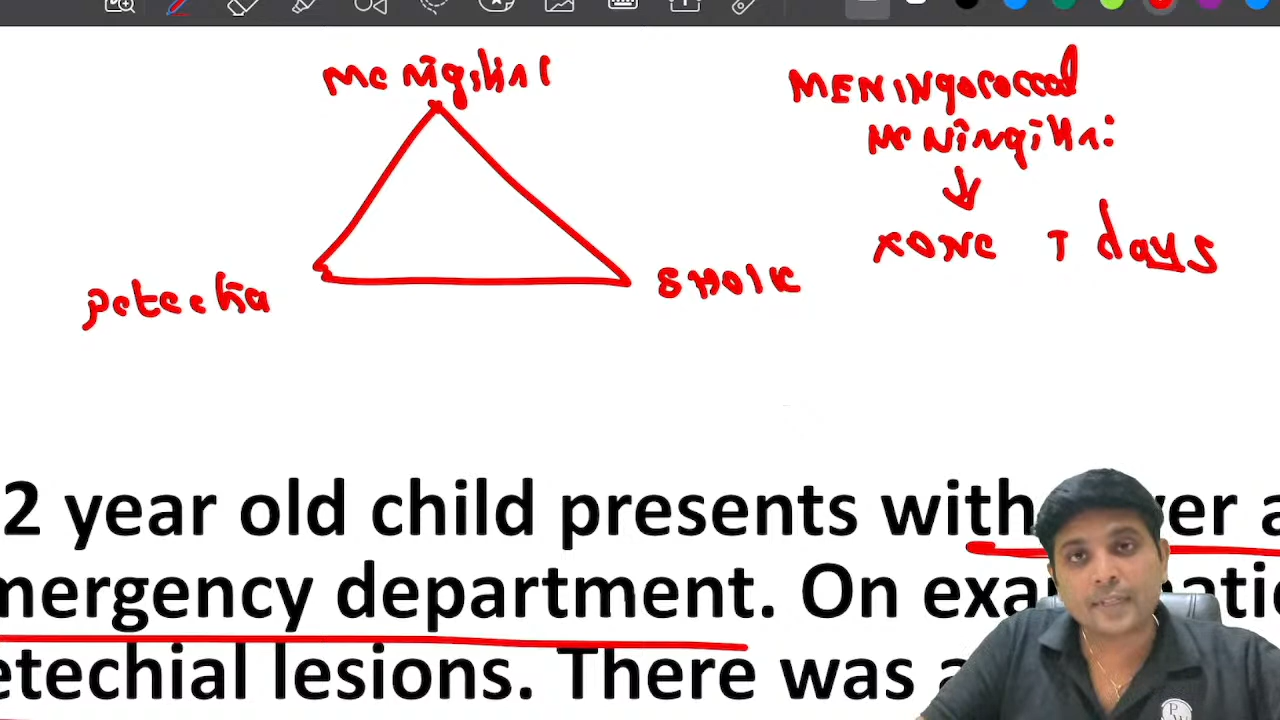 Meningitis
MENINGOCOCCAL
Meningitis:
XONE 7 days
petechia
SHOCK
2 year old child presents with
mergency department. On
etechial lesions. There was a